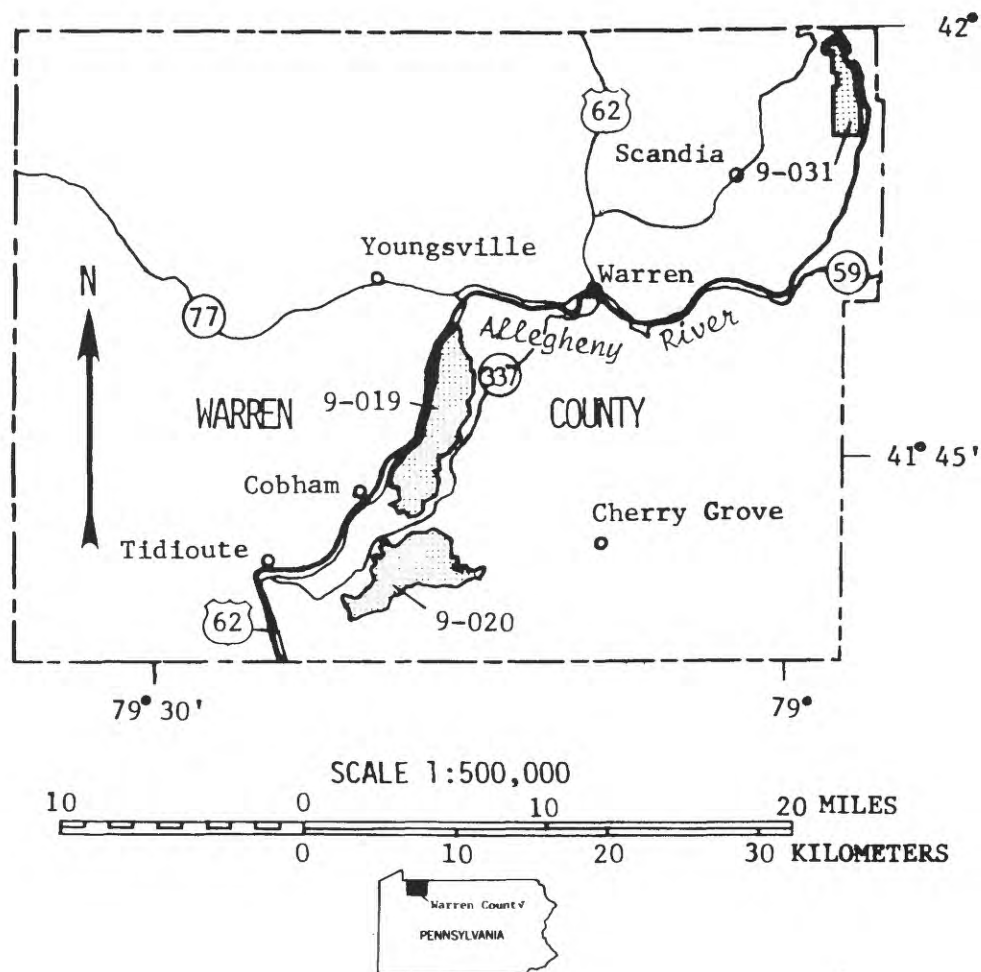 42°
62
Scandia
9-031
Youngsville
N
Warren
59
77
Allegheny River
337
9-019
WARREN COUNTY
41° 45'
Cobham
Cherry Grove
Tidioute
9-020
62
79° 30'
79°
SCALE 1:500,000
10 0 10 20 MILES
0 10 20 30 KILOMETERS
Warren County
PENNSYLVANIA